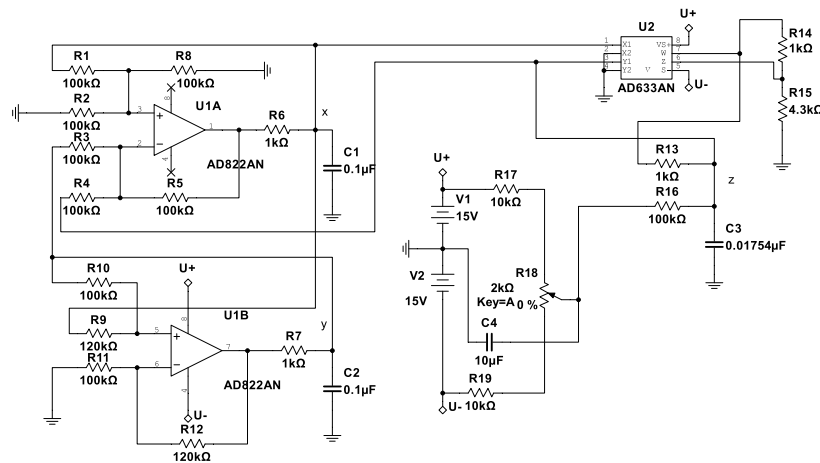 R1
100kΩ
R8
100kΩ
R2
100kΩ
R3
100kΩ
R4
100kΩ
R5
100kΩ
3
2
8
4
1
U1A
AD822AN
R6
1kΩ
x
C1
0.1µF
R10
100kΩ
R9
120kΩ
R11
100kΩ
R12
120kΩ
U+
U-
5
6
8
4
7
U1B
AD822AN
R7
1kΩ
y
C2
0.1µF
U+
V1
15V
V2
15V
U-
R17
10kΩ
R18
2kΩ
Key=A
0 %
C4
10µF
R19
10kΩ
U2
1
2
3
4
X1
X2
Y1
Y2
VS+
W
Z
S
V
8
7
6
5
AD633AN
U+
U-
R14
1kΩ
R15
4.3kΩ
R13
1kΩ
R16
100kΩ
z
C3
0.01754µF